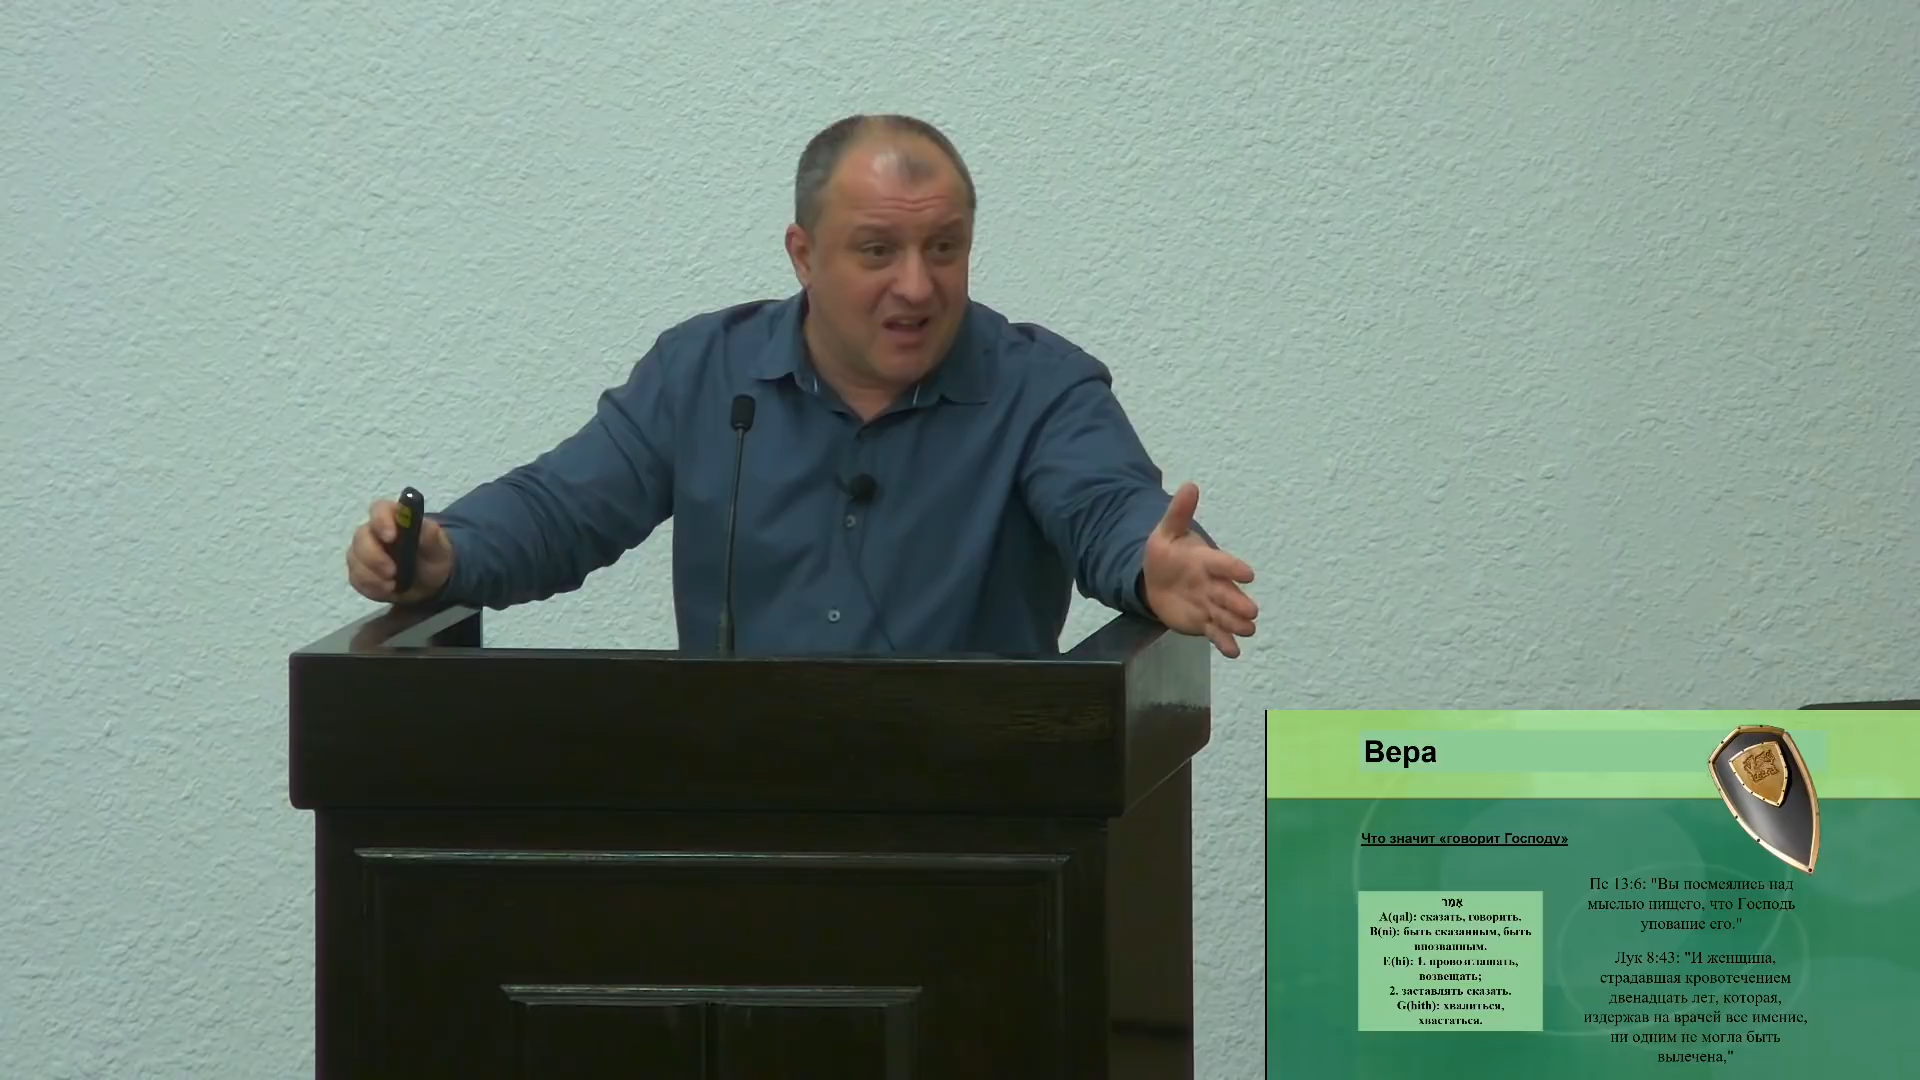 Вера
Что значит «говорит Господу»
אָמַר
A(qal): сказать, говорить.
B(ni): быть сказанным, быть
впозванным.
E(hi): 1. провозглашать,
возвещать;
2. заставлять сказать.
G(hith): хвалиться,
хвастаться.
Пс 13:6: "Вы посмеялись над
мыслью нищего, что Господь
упование его."
Лук 8:43: "И женщина,
страдавшая кровотечением
двенадцать лет, которая,
издержав на врачей все имение,
ни одним не могла быть
вылечена,"